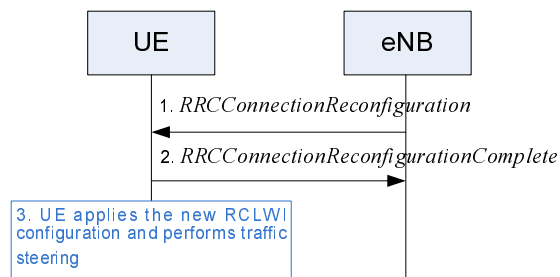 UE
eNB
1. RRCConnectionReconfiguration
2. RRCConnectionReconfigurationComplete
3. UE applies the new RCLWI
configuration and performs traffic
steering